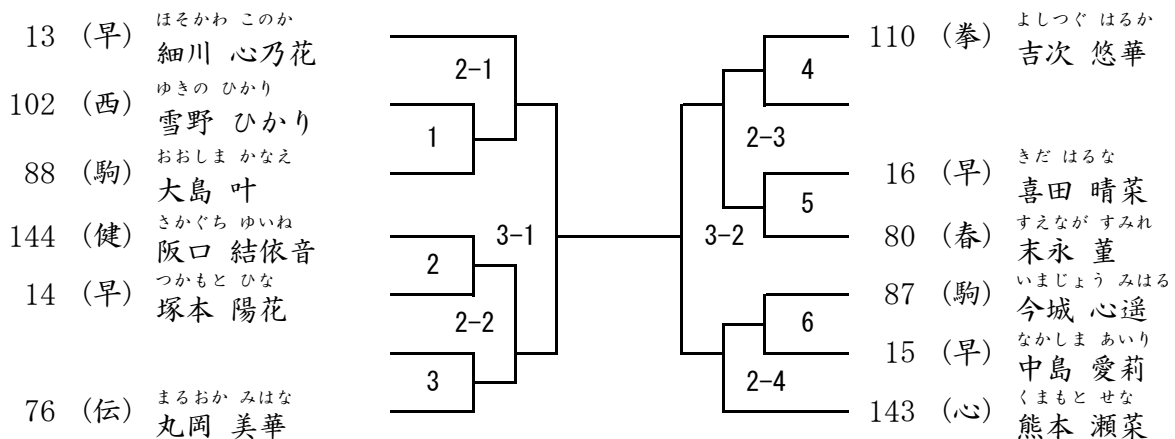 ほそかわ このか
13 (早) 細川 心乃花
ゆきの ひかり
102 (西) 雪野 ひかり
おおしま かなえ
88 (駒) 大島 叶
さかぐち ゆいね
144 (健) 阪口 結依音
つかもと ひな
14 (早) 塚本 陽花
まるおか みはな
76 (伝) 丸岡 美華
2-1
1
3-1
2
2-2
3
4
2-3
5
3-2
6
2-4
よしつぐ はるか
110 (拳) 吉次 悠華
きだ はるな
16 (早) 喜田 晴菜
すえなが すみれ
80 (春) 末永 菫
いまじょう みはる
87 (駒) 今城 心遥
なかしま あいり
15 (早) 中島 愛莉
くまもと せな
143 (心) 熊本 瀬菜